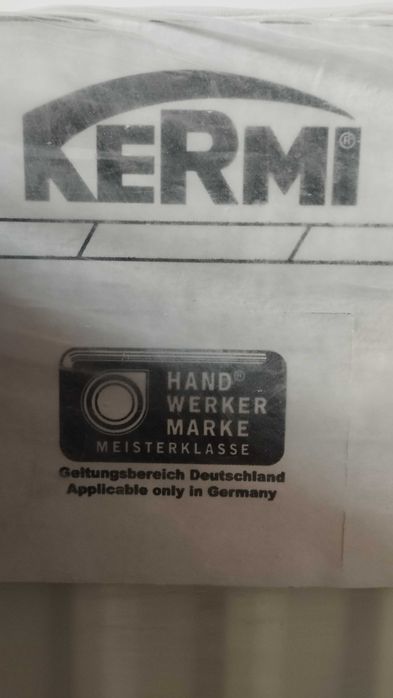 KERMI®
HAND®
WERKER
MARKE
MEISTERKLASSE
Geltungsbereich Deutschland
Applicable only in Germany